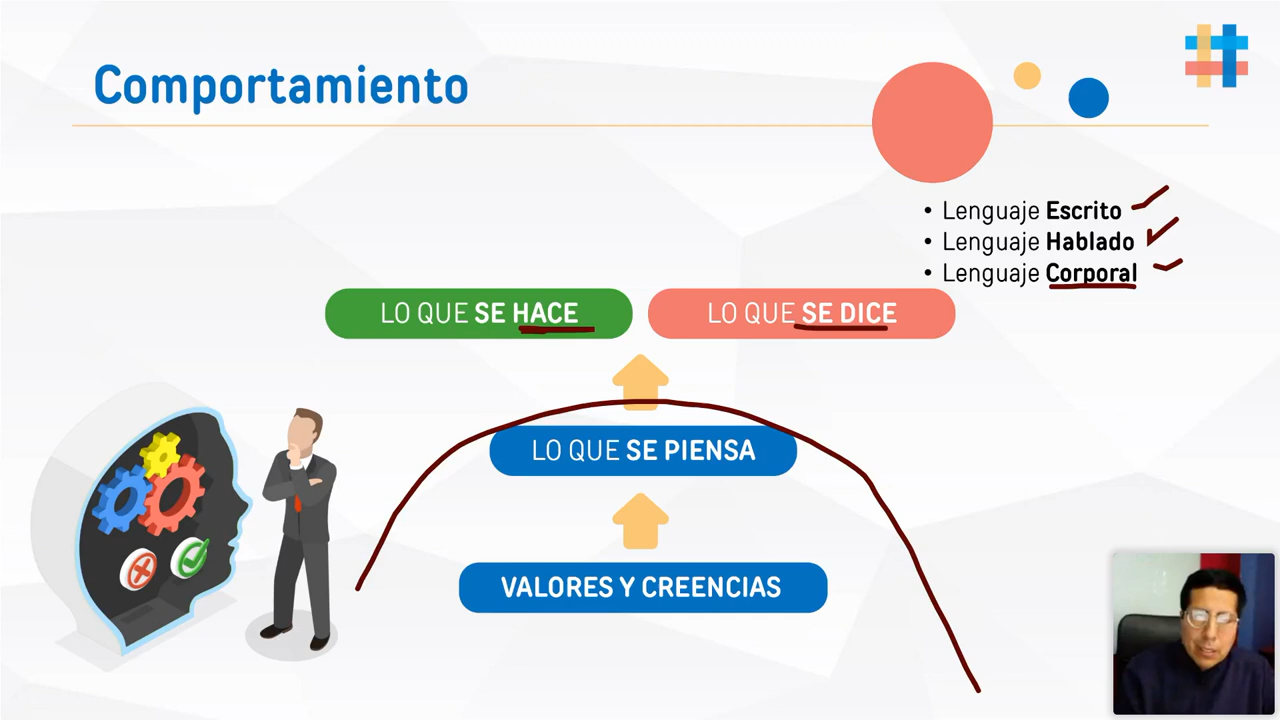 Comportamiento
• Lenguaje Escrito
• Lenguaje Hablado
• Lenguaje Corporal
LO QUE SE HACE
LO QUE SE DICE
LO QUE SE PIENSA
VALORES Y CREENCIAS